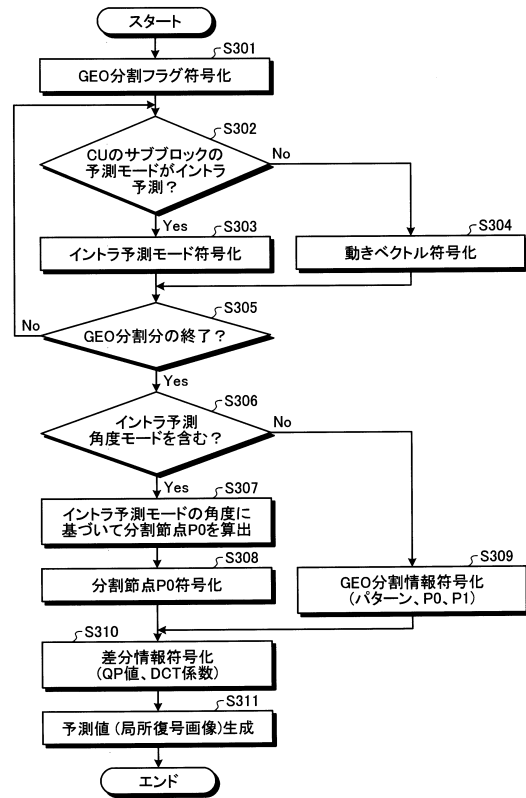 スタート
S301
GEO分割フラグ符号化
S302
CUのサブブロックの
予測モードがイントラ
予測？
No
Yes
S303
イントラ予測モード符号化
S304
動きベクトル符号化
S305
GEO分割分の終了？
No
Yes
S306
イントラ予測
角度モードを含む？
No
Yes
S307
イントラ予測モードの角度に
基づいて分割節点P0を算出
S308
分割節点P0符号化
S309
GEO分割情報符号化
(パターン、P0、P1)
S310
差分情報符号化
(QP値、DCT係数)
S311
予測値(局所復号画像)生成
エンド